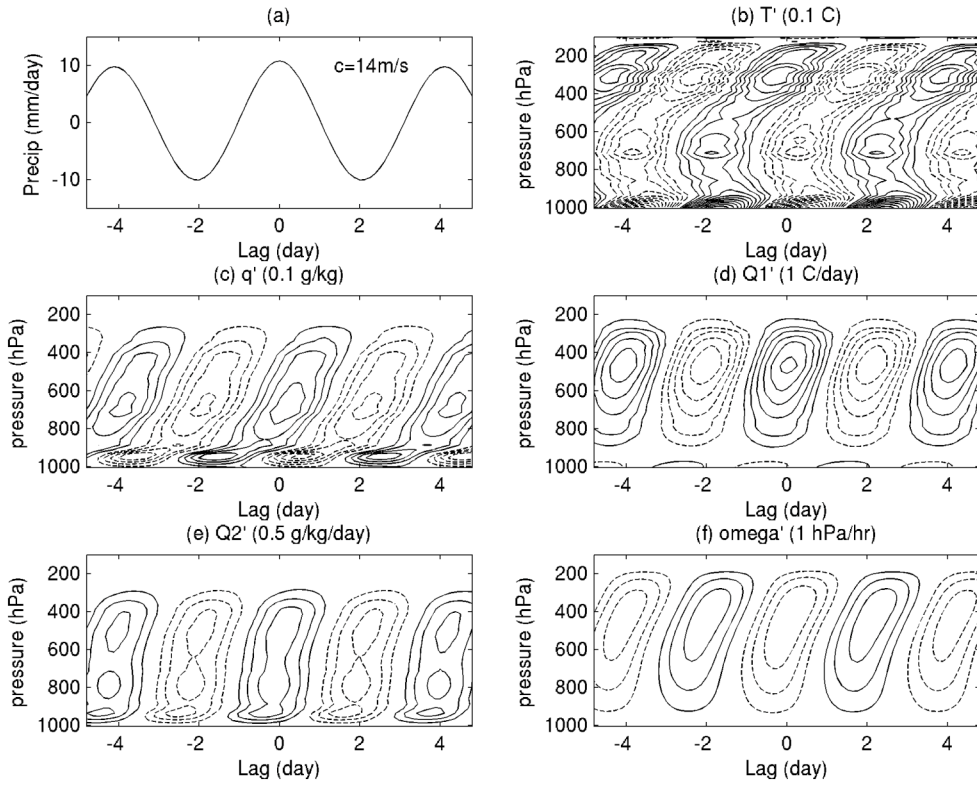 (a)
Precip (mm/day)
10
0
-10
c=14m/s
-4 -2 0 2 4
Lag (day)
(b) T' (0.1 C)
pressure (hPa)
200
400
600
800
1000
-4 -2 0 2 4
Lag (day)
(c) q' (0.1 g/kg)
pressure (hPa)
200
400
600
800
1000
-4 -2 0 2 4
Lag (day)
(d) Q1' (1 C/day)
pressure (hPa)
200
400
600
800
1000
-4 -2 0 2 4
Lag (day)
(e) Q2' (0.5 g/kg/day)
pressure (hPa)
200
400
600
800
1000
-4 -2 0 2 4
Lag (day)
(f) omega' (1 hPa/hr)
pressure (hPa)
200
400
600
800
1000
-4 -2 0 2 4
Lag (day)